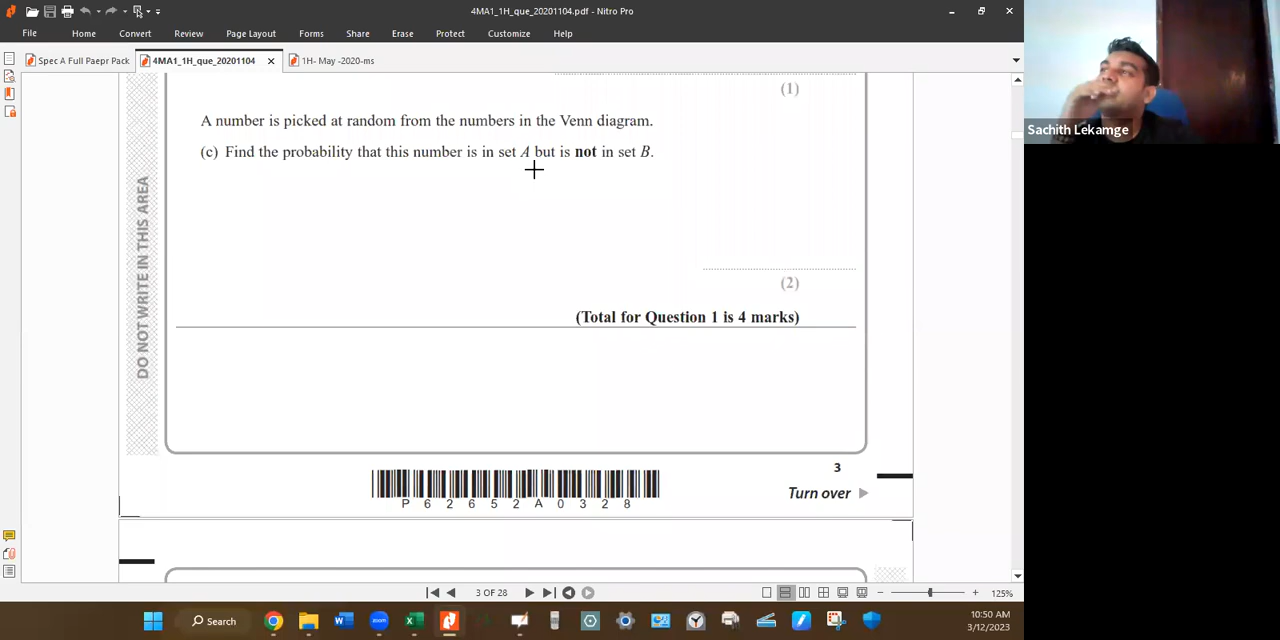 4MA1_1H_que_20201104.pdf - Nitro Pro
File Home Convert Review Page Layout Forms Share Erase Protect Customize Help
Spec A Full Paepr Pack 4MA1_1H_que_20201104 1H- May -2020-ms
(1)
A number is picked at random from the numbers in the Venn diagram.
(c) Find the probability that this number is in set A but is not in set B.
(2)
(Total for Question 1 is 4 marks)
DO NOT WRITE IN THIS AREA
P 6 2 6 5 2 A 0 3 2 8
3
Turn over
3 OF 28
125%
Search
10:50 AM
3/12/2023
Sachith Lekamge